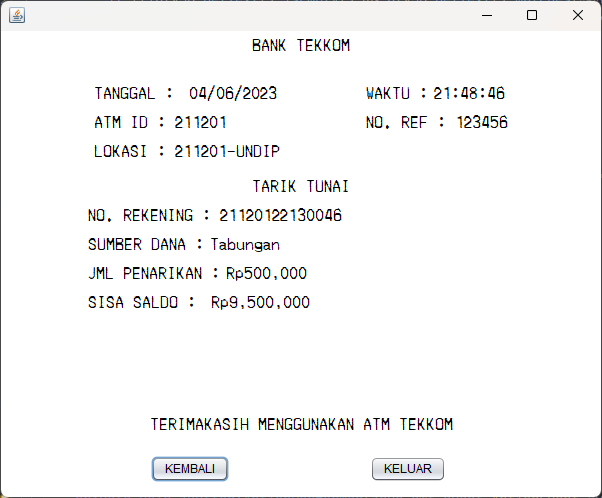 BANK TEKKOM
TANGGAL : 04/06/2023 WAKTU : 21:48:46
ATM ID : 211201 NO. REF : 123456
LOKASI : 211201-UNDIP
TARIK TUNAI
NO. REKENING : 21120122130046
SUMBER DANA : Tabungan
JML PENARIKAN : Rp500,000
SISA SALDO : Rp9,500,000
TERIMAKASIH MENGGUNAKAN ATM TEKKOM
KEMBALI KELUAR